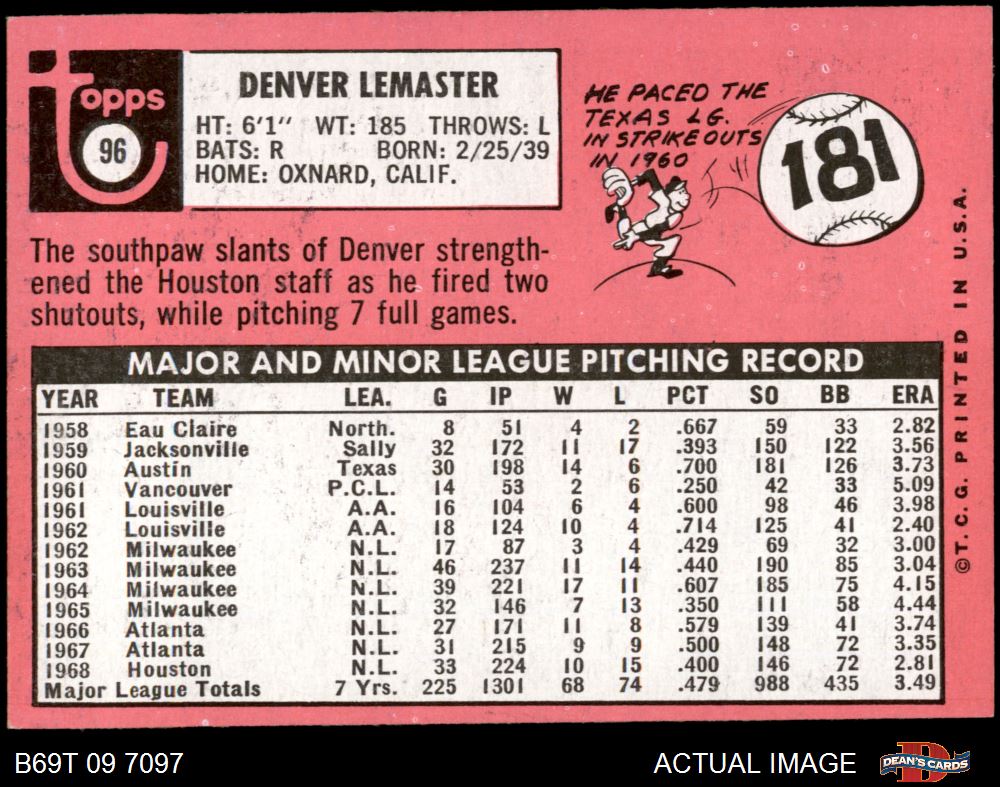 Topps
96
DENVER LEMASTER
HT: 6'1" WT: 185 THROWS: L
BATS: R BORN: 2/25/39
HOME: OXNARD, CALIF.
HE PACED THE
TEXAS LG.
IN STRIKEOUTS
IN 1960
181
The southpaw slants of Denver strength-
ened the Houston staff as he fired two
shutouts, while pitching 7 full games.
MAJOR AND MINOR LEAGUE PITCHING RECORD
YEAR TEAM LEA. G IP W L PCT SO BB ERA
1958 Eau Claire North. 8 51 4 2 .667 59 33 2.82
1959 Jacksonville Sally 32 172 11 17 .393 150 122 3.56
1960 Austin Texas 30 198 14 6 .700 181 126 3.73
1961 Vancouver P.C.L. 14 53 2 6 .250 42 33 5.09
1961 Louisville A.A. 16 104 6 4 .600 98 46 3.98
1962 Louisville A.A. 18 124 10 4 .714 125 41 2.40
1962 Milwaukee N.L. 17 87 3 4 .429 69 32 3.00
1963 Milwaukee N.L. 46 237 11 14 .440 190 85 3.04
1964 Milwaukee N.L. 39 221 17 11 .607 185 75 4.15
1965 Milwaukee N.L. 32 146 7 13 .350 111 58 4.44
1966 Atlanta N.L. 27 171 11 8 .579 139 41 3.74
1967 Atlanta N.L. 31 215 9 9 .500 148 72 3.35
1968 Houston N.L. 33 224 10 15 .400 146 72 2.81
Major League Totals 7 Yrs. 225 1301 68 74 .479 988 435 3.49
©T. C. G. PRINTED IN U.S.A.
B69T 09 7097
ACTUAL IMAGE
DEAN'S CARDS